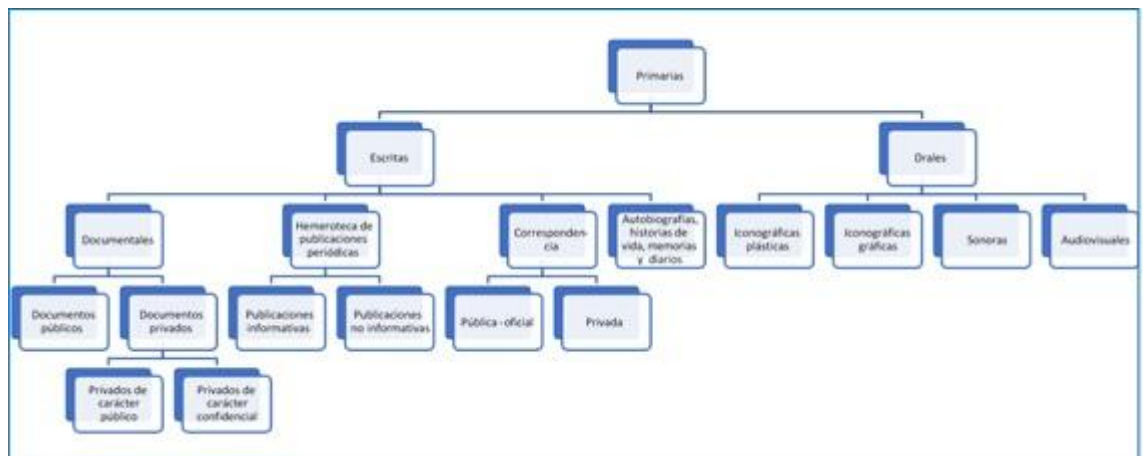 Primarias
Escritas
Orales
Documentales
Hemeroteca de
publicaciones
periódicas
Corresponden-
cia
Autobiografías,
historias de
vida, memorias
y diarios
Iconográficas
plásticas
Iconográficas
gráficas
Sonoras
Audiovisuales
Documentos
públicos
Documentos
privados
Publicaciones
informativas
Publicaciones
no informativas
Pública - oficial
Privada
Privados de
carácter
público
Privados de
carácter
confidencial